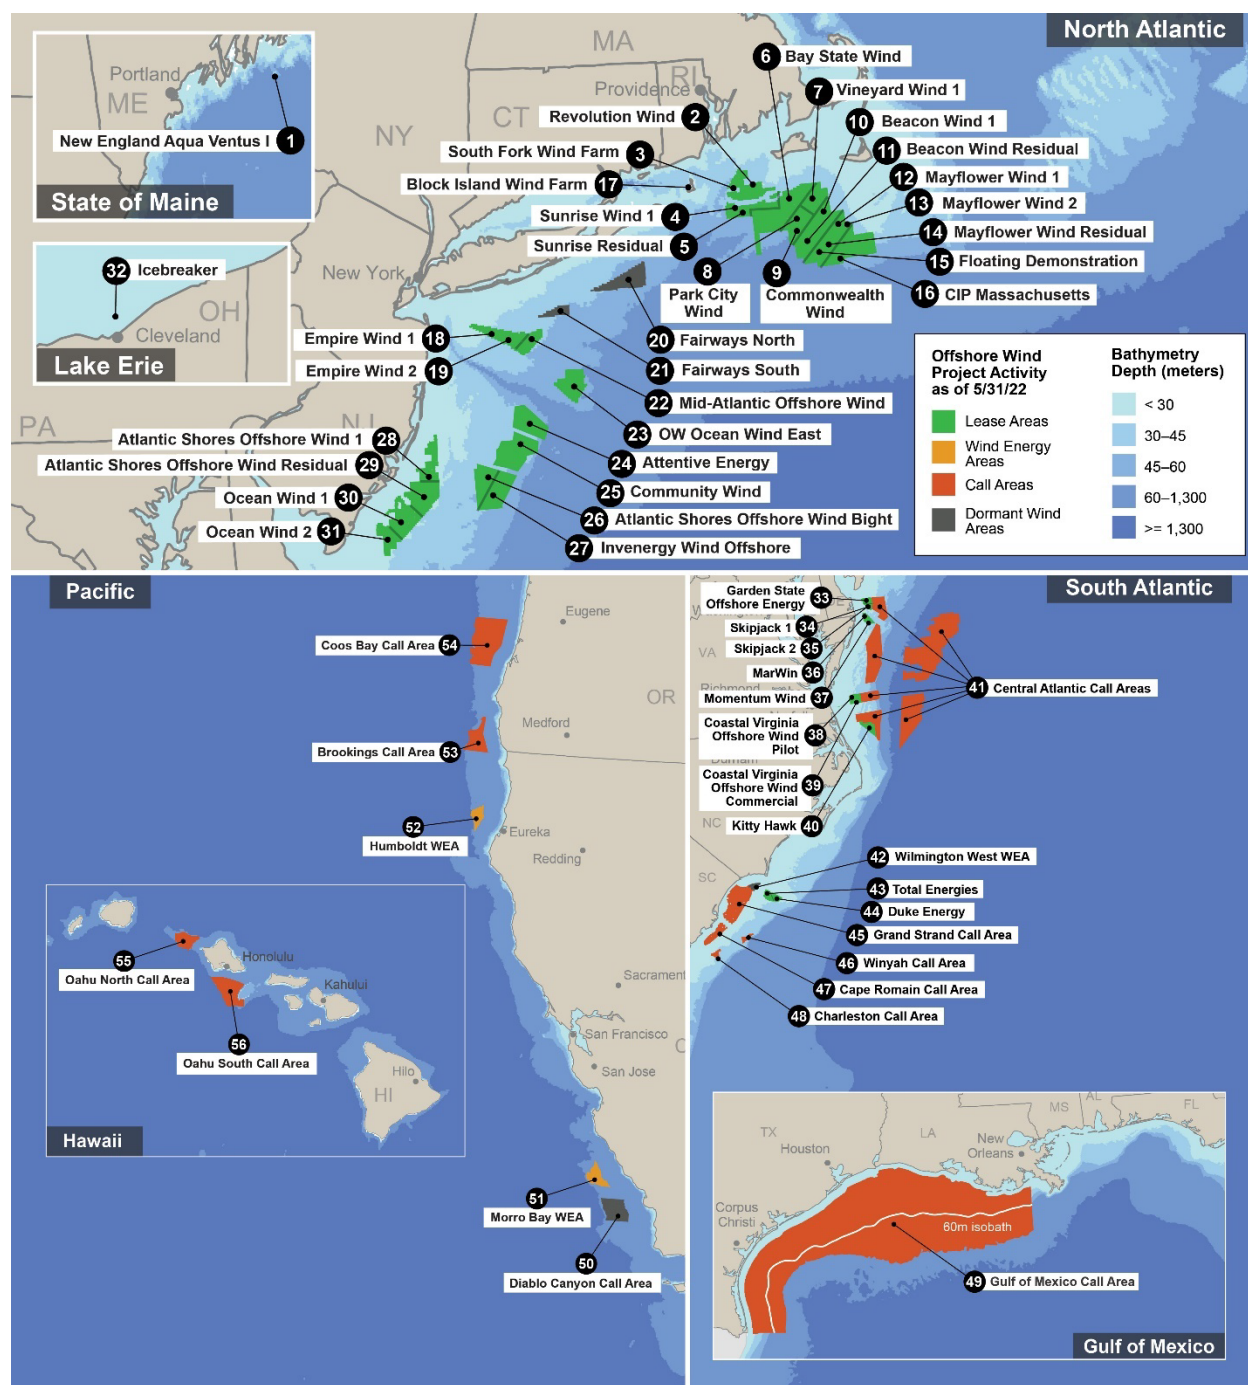 North Atlantic
MA
6 Bay State Wind
Portland
ME
RI
Providence
7 Vineyard Wind 1
CT
Revolution Wind 2
10 Beacon Wind 1
NY
New England Aqua Ventus I 1
South Fork Wind Farm 3
11 Beacon Wind Residual
Block Island Wind Farm 17
12 Mayflower Wind 1
State of Maine
13 Mayflower Wind 2
Sunrise Wind 1 4
14 Mayflower Wind Residual
Sunrise Residual 5
15 Floating Demonstration
32 Icebreaker
New York
8
Park City
Wind
9
Commonwealth
Wind
16 CIP Massachusetts
OH
Cleveland
Lake Erie
Empire Wind 1 18
20
Fairways North
Empire Wind 2 19
21
Fairways South
22 Mid-Atlantic Offshore Wind
PA
NJ
23 OW Ocean Wind East
Atlantic Shores Offshore Wind 1 28
24 Attentive Energy
Atlantic Shores Offshore Wind Residual 29
25 Community Wind
Ocean Wind 1 30
26 Atlantic Shores Offshore Wind Bight
Ocean Wind 2 31
27 Invenergy Wind Offshore
Offshore Wind
Project Activity
as of 5/31/22
Lease Areas
Wind Energy
Areas
Call Areas
Dormant Wind
Areas
Bathymetry
Depth (meters)
< 30
30–45
45–60
60–1,300
>= 1,300
Pacific
Eugene
Coos Bay Call Area 54
OR
Medford
Brookings Call Area 53
52
Humboldt WEA
Eureka
Redding
55
Oahu North Call Area
Honolulu
Kahului
56
Oahu South Call Area
Hilo
HI
Hawaii
Sacrament
San Francisco
San Jose
C
51
Morro Bay WEA
50
Diablo Canyon Call Area
South Atlantic
Garden State
Offshore Energy 33
DE
Skipjack 1 34
Skipjack 2 35
VA
MarWin 36
Richmond
Momentum Wind 37
41 Central Atlantic Call Areas
Coastal Virginia
Offshore Wind
Pilot
38
Durham
Coastal Virginia
Offshore Wind
Commercial
39
NC
Kitty Hawk 40
42 Wilmington West WEA
SC
43 Total Energies
44 Duke Energy
45 Grand Strand Call Area
46 Winyah Call Area
47 Cape Romain Call Area
48 Charleston Call Area
MS
AL
FL
TX
LA
Houston
New
Orleans
Corpus
Christi
60m isobath
49 Gulf of Mexico Call Area
Gulf of Mexico